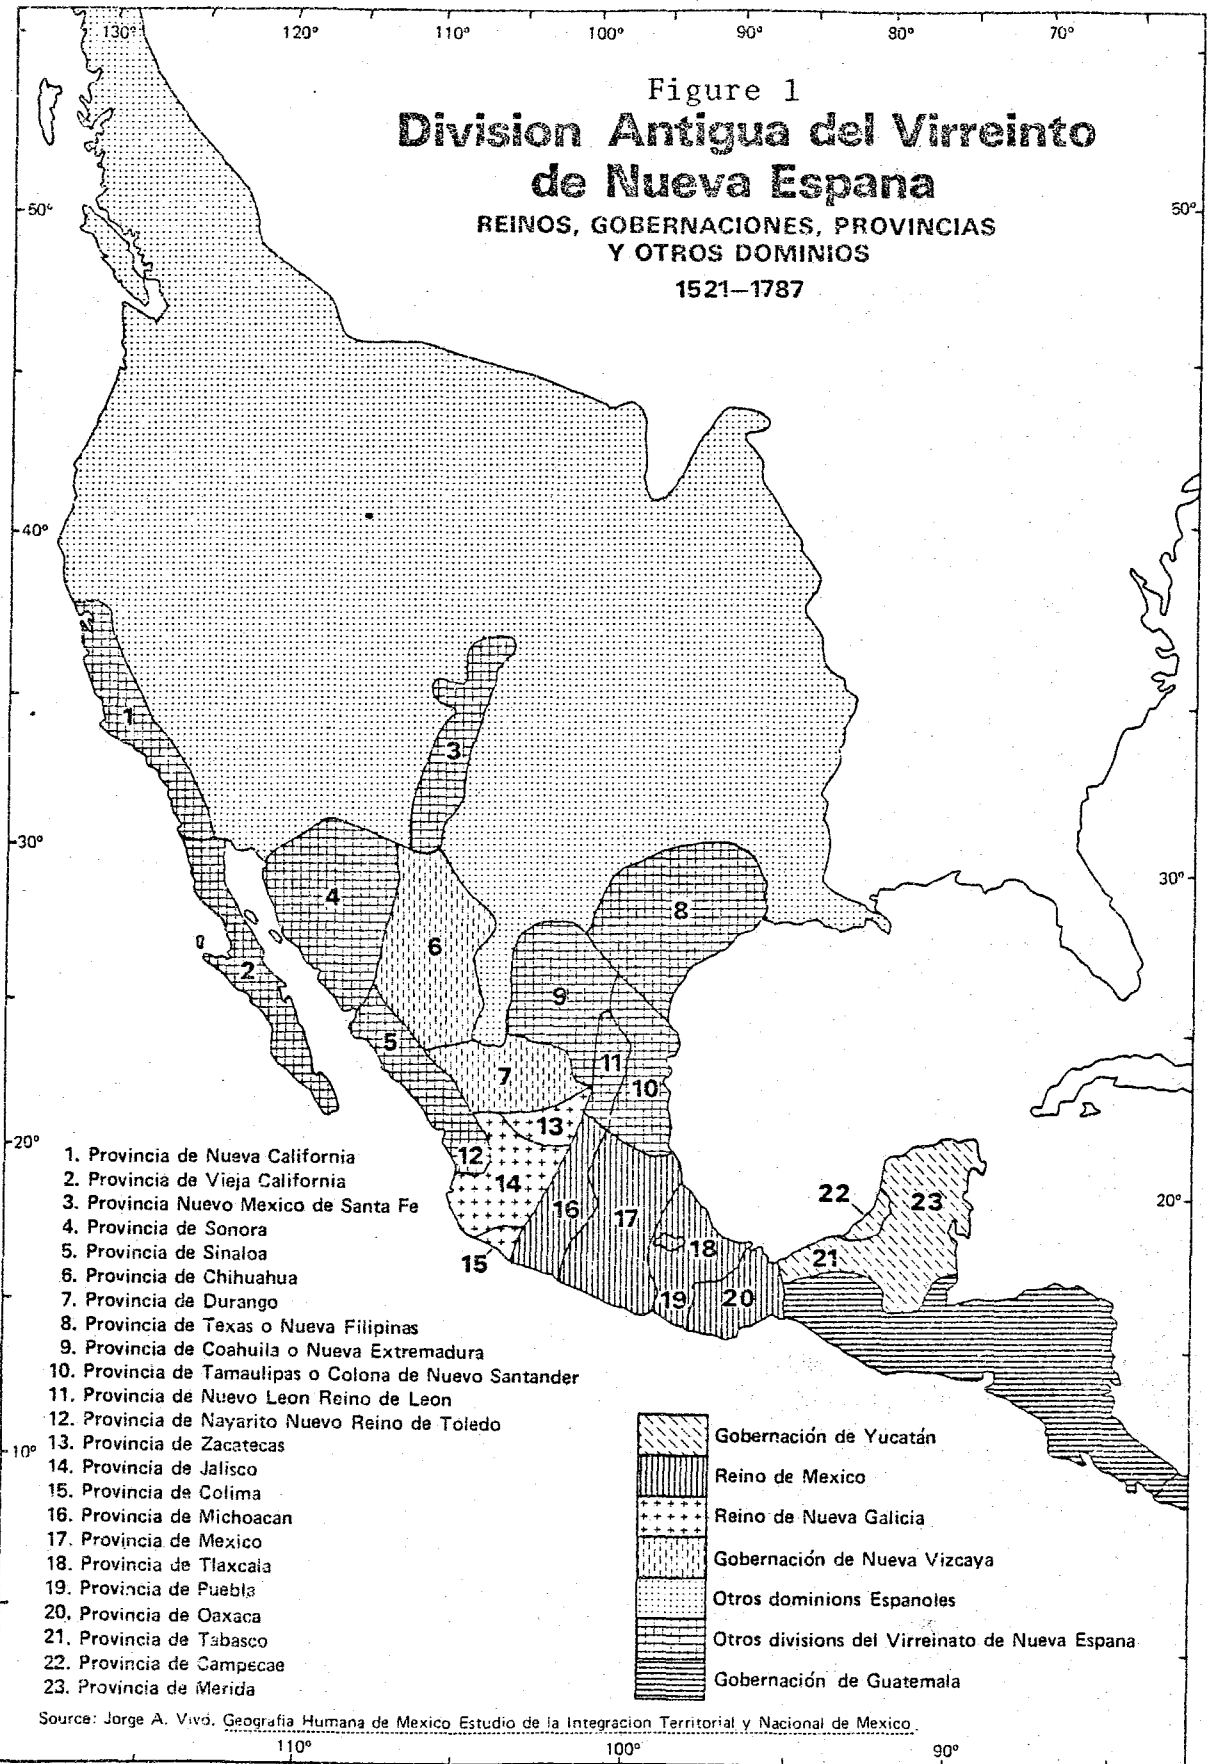 130° 120° 110° 100° 90° 80° 70°
Figure 1
Division Antigua del Virreinto
de Nueva Espana
REINOS, GOBERNACIONES, PROVINCIAS
Y OTROS DOMINIOS
1521—1787
50° 50°
40°
30° 30°
20° 20°
10°
1
2
3
4
5
6
7
8
9
10
11
12
13
14
15
16
17
18
19
20
21
22
23
1. Provincia de Nueva California
2. Provincia de Vieja California
3. Provincia Nuevo Mexico de Santa Fe
4. Provincia de Sonora
5. Provincia de Sinaloa
6. Provincia de Chihuahua
7. Provincia de Durango
8. Provincia de Texas o Nueva Filipinas
9. Provincia de Coahuila o Nueva Extremadura
10. Provincia de Tamaulipas o Colona de Nuevo Santander
11. Provincia de Nuevo Leon Reino de Leon
12. Provincia de Nayarito Nuevo Reino de Toledo
13. Provincia de Zacatecas
14. Provincia de Jalisco
15. Provincia de Colima
16. Provincia de Michoacan
17. Provincia de Mexico
18. Provincia de Tlaxcala
19. Provincia de Puebla
20. Provincia de Oaxaca
21. Provincia de Tabasco
22. Provincia de Campecae
23. Provincia de Merida
Gobernación de Yucatán
Reino de Mexico
Reino de Nueva Galicia
Gobernación de Nueva Vizcaya
Otros dominions Espanoles
Otros divisions del Virreinato de Nueva Espana
Gobernación de Guatemala
Source: Jorge A. Vivó. Geografia Humana de Mexico Estudio de la Integracion Territorial y Nacional de Mexico.
110° 100° 90°